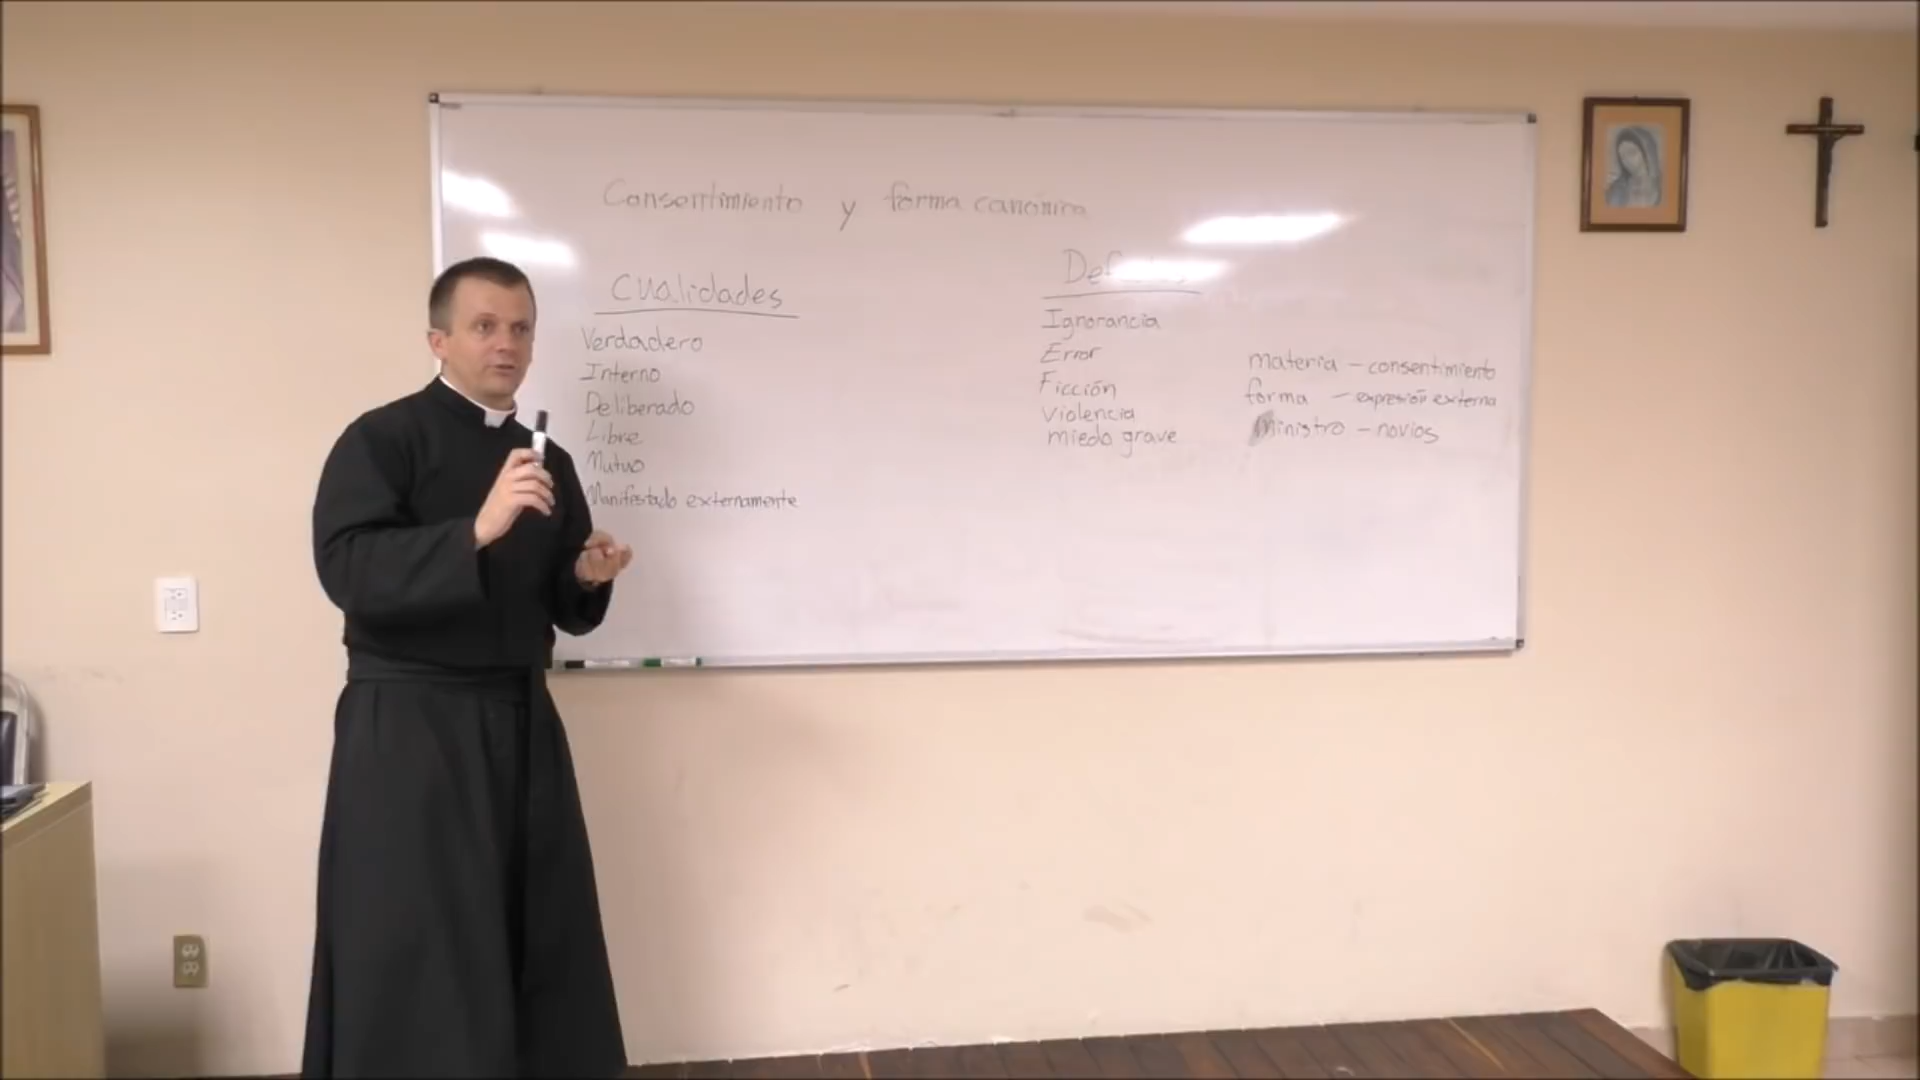 Consentimiento y forma canónica
Cualidades
Verdadero
Interno
Deliberado
Libre
Mutuo
Manifestado externamente
Ignorancia
Error
Ficción
Violencia
miedo grave
materia - consentimiento
forma - expresión externa
Ministro - novios